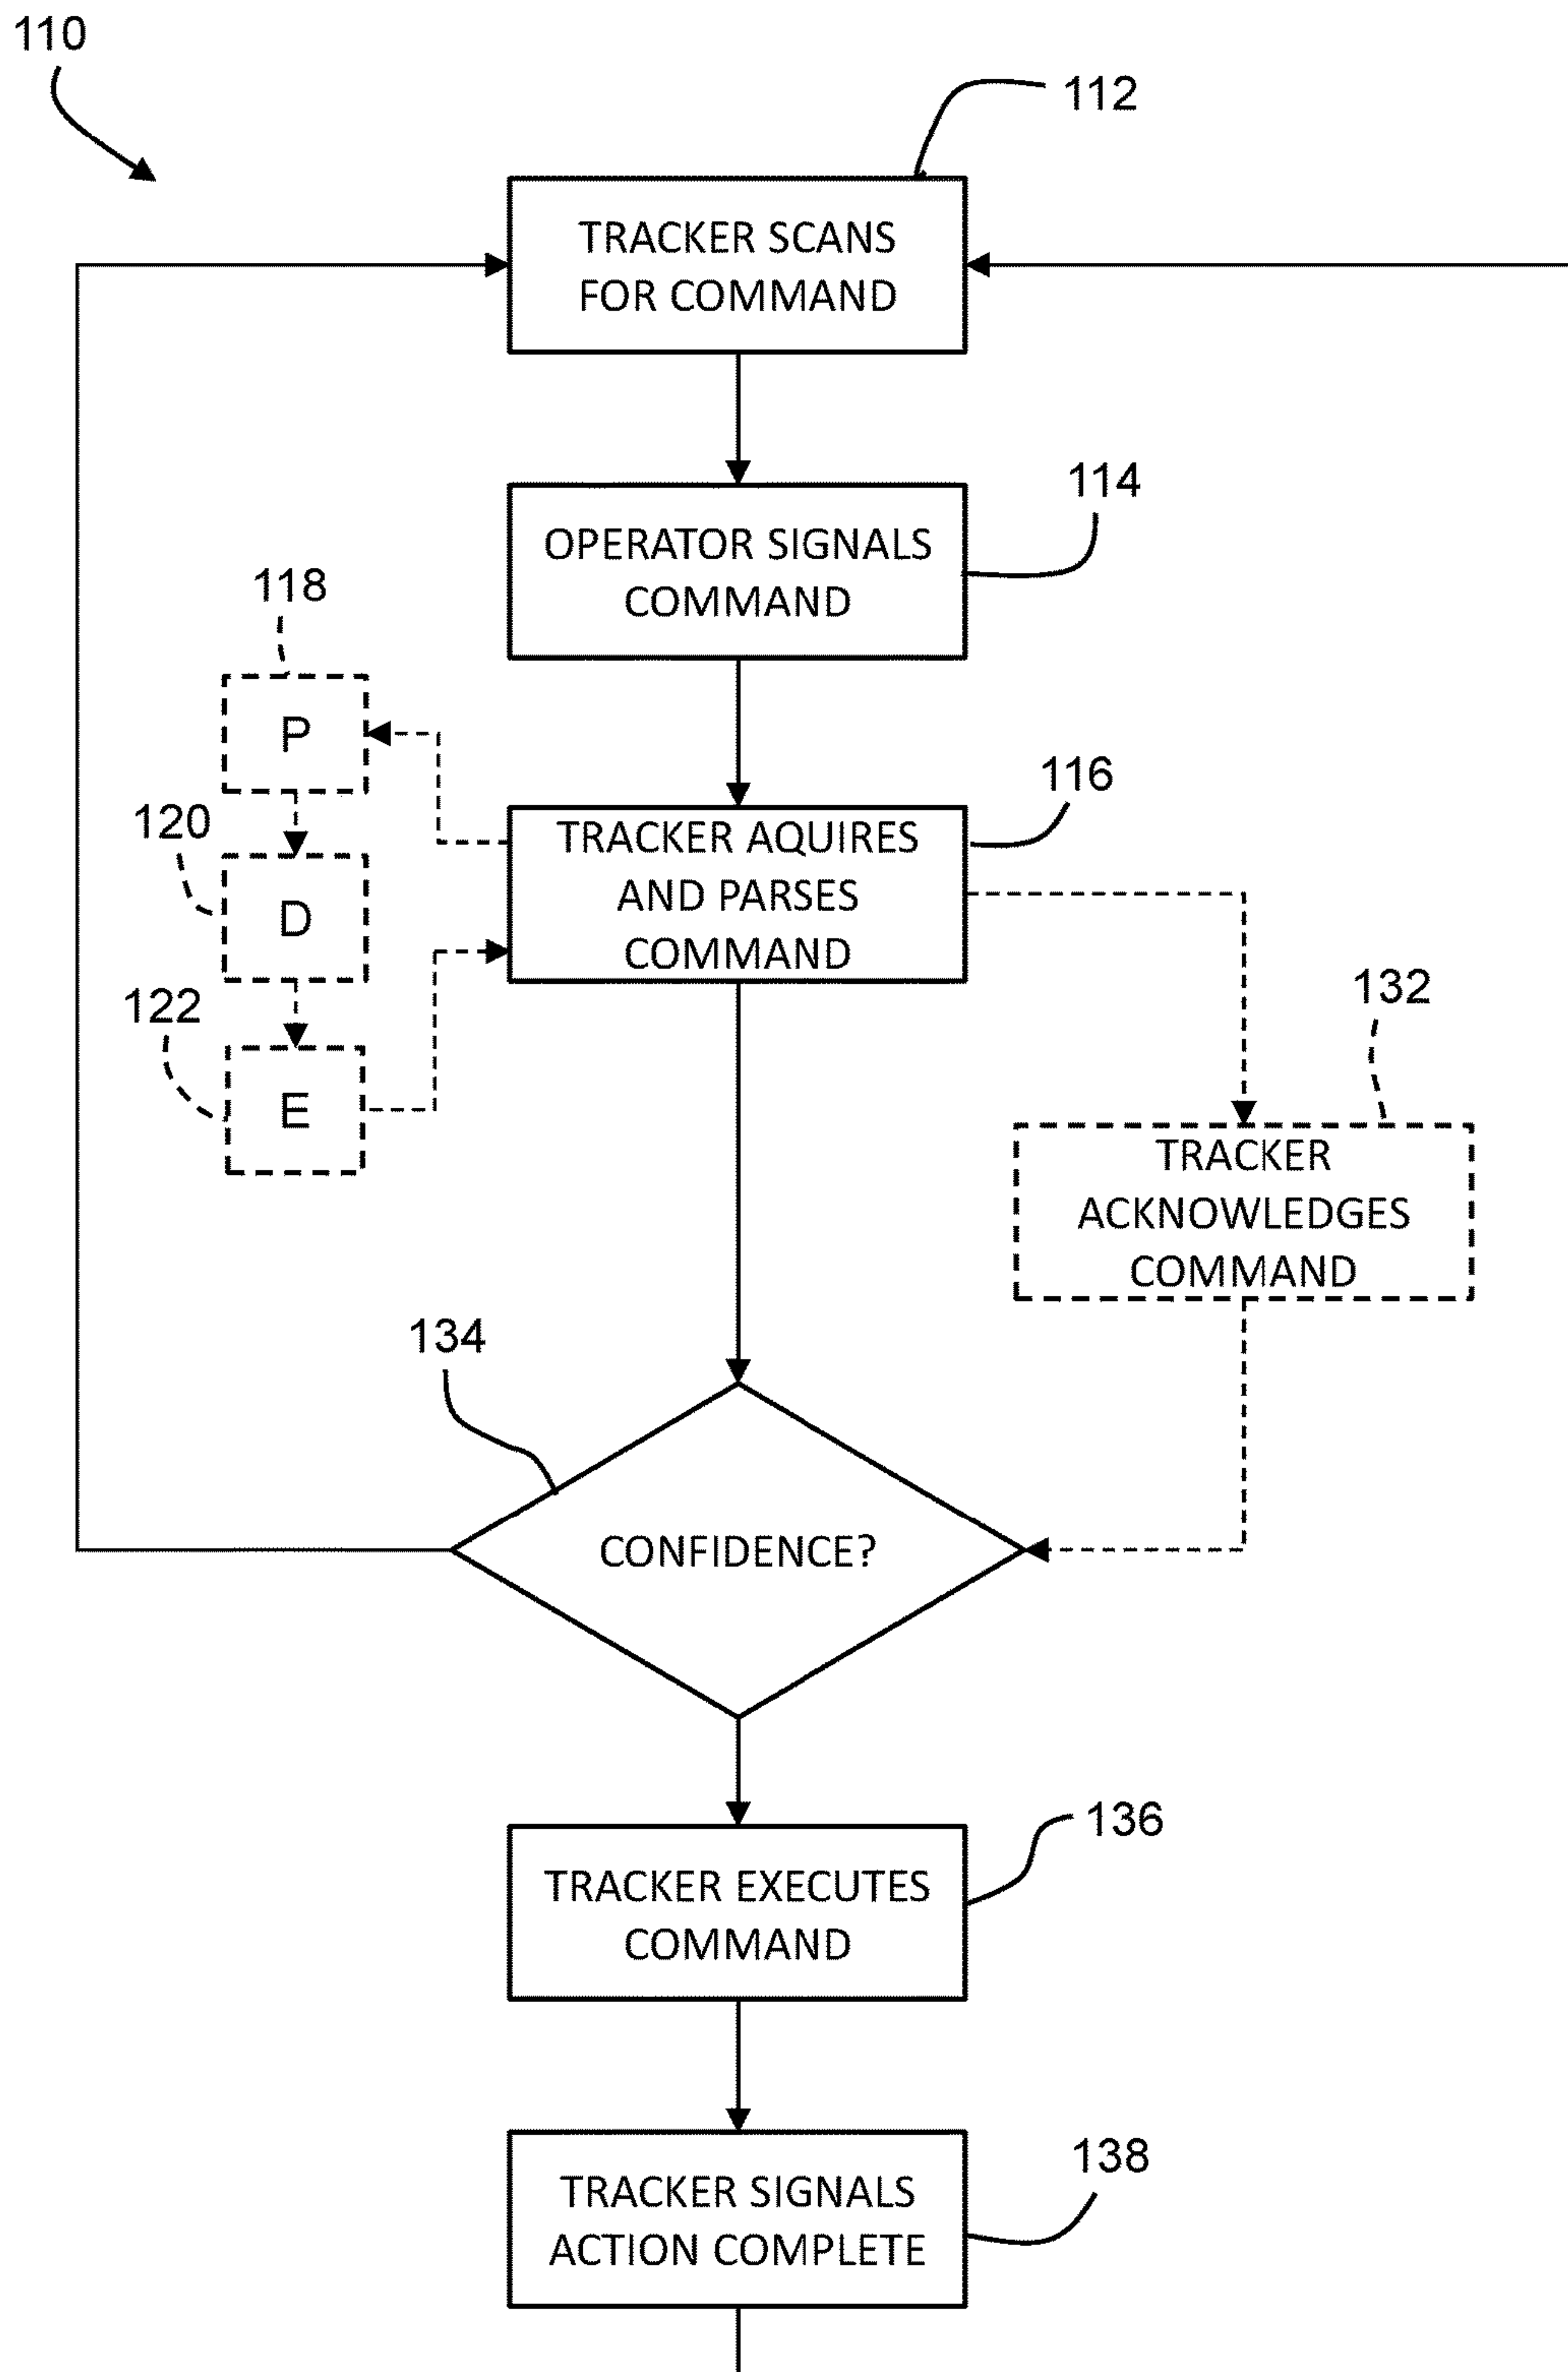 110
112
TRACKER SCANS
FOR COMMAND
114
OPERATOR SIGNALS
COMMAND
118
P
116
TRACKER AQUIRES
AND PARSES
COMMAND
120
D
122
E
132
TRACKER
ACKNOWLEDGES
COMMAND
134
CONFIDENCE?
136
TRACKER EXECUTES
COMMAND
138
TRACKER SIGNALS
ACTION COMPLETE